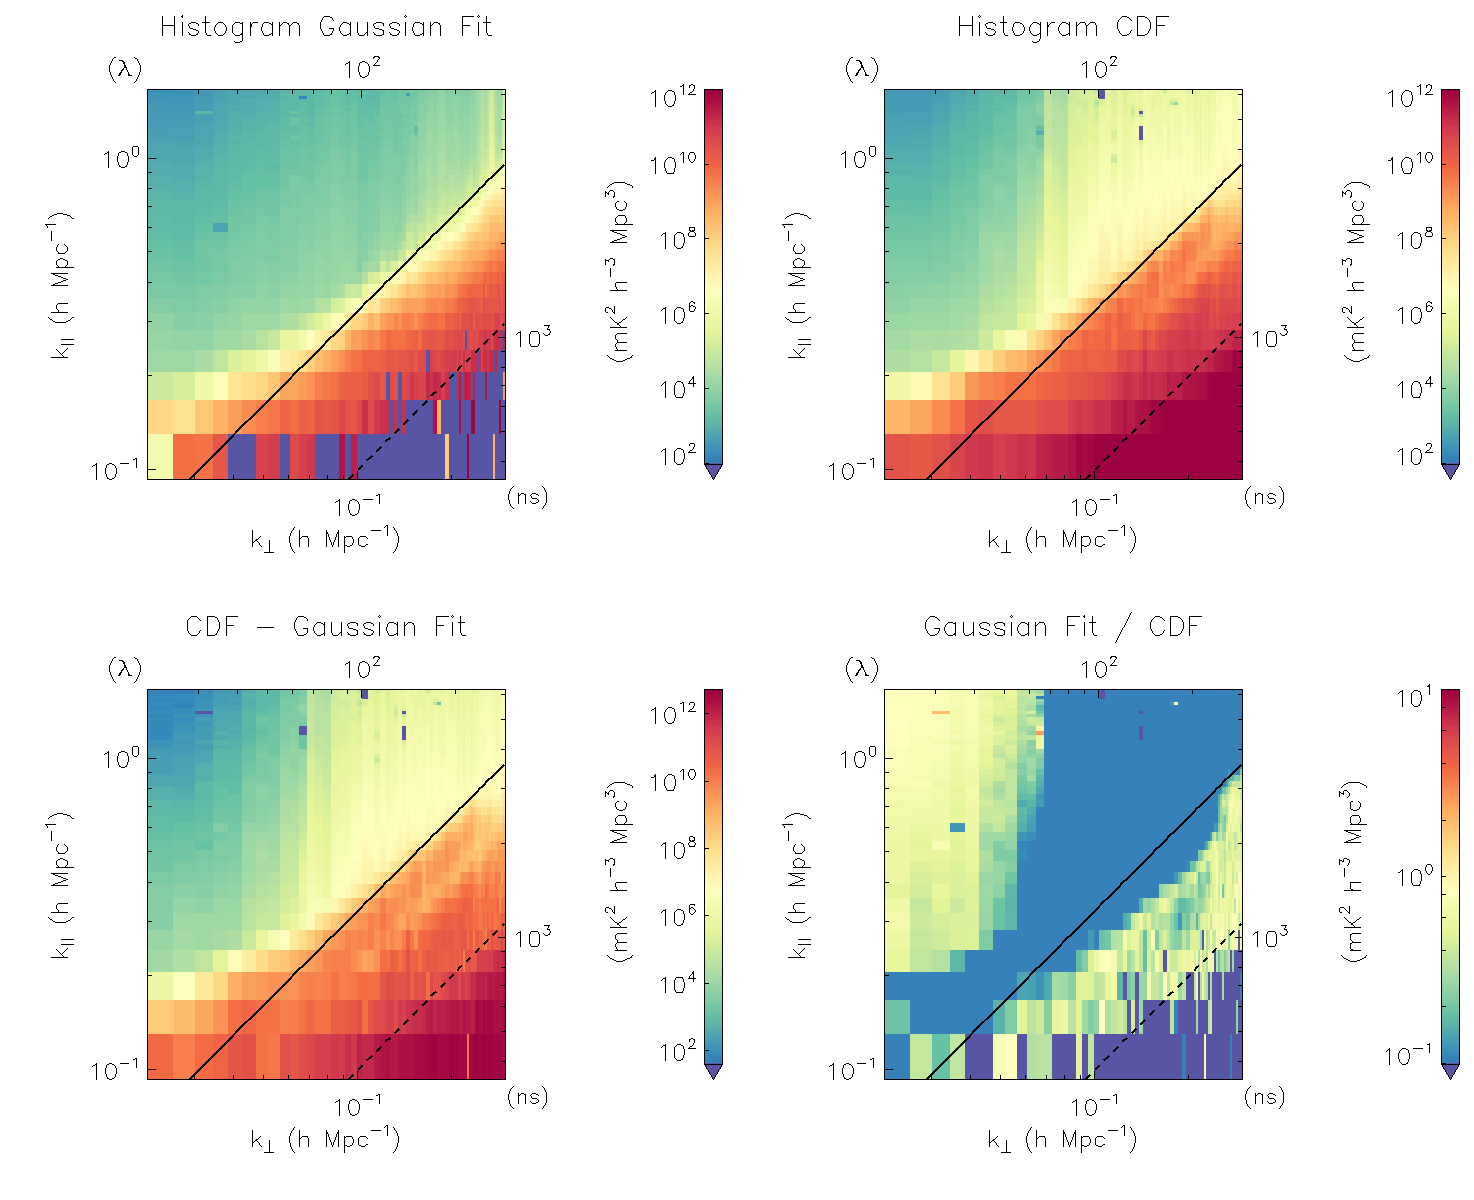 Histogram Gaussian Fit
Histogram CDF
(λ)
10²
(λ)
10²
10⁰
10⁻¹
10³
(ns)
10⁻¹
k∥ (h Mpc⁻¹)
k⊥ (h Mpc⁻¹)
10¹²
10¹⁰
10⁸
10⁶
10⁴
10²
(mK² h⁻³ Mpc³)
10⁰
10⁻¹
10³
(ns)
10⁻¹
k∥ (h Mpc⁻¹)
k⊥ (h Mpc⁻¹)
10¹²
10¹⁰
10⁸
10⁶
10⁴
10²
(mK² h⁻³ Mpc³)
CDF − Gaussian Fit
Gaussian Fit / CDF
(λ)
10²
(λ)
10²
10⁰
10⁻¹
10³
(ns)
10⁻¹
k∥ (h Mpc⁻¹)
k⊥ (h Mpc⁻¹)
10¹²
10¹⁰
10⁸
10⁶
10⁴
10²
(mK² h⁻³ Mpc³)
10⁰
10⁻¹
10³
(ns)
10⁻¹
k∥ (h Mpc⁻¹)
k⊥ (h Mpc⁻¹)
10¹
10⁰
10⁻¹
(mK² h⁻³ Mpc³)